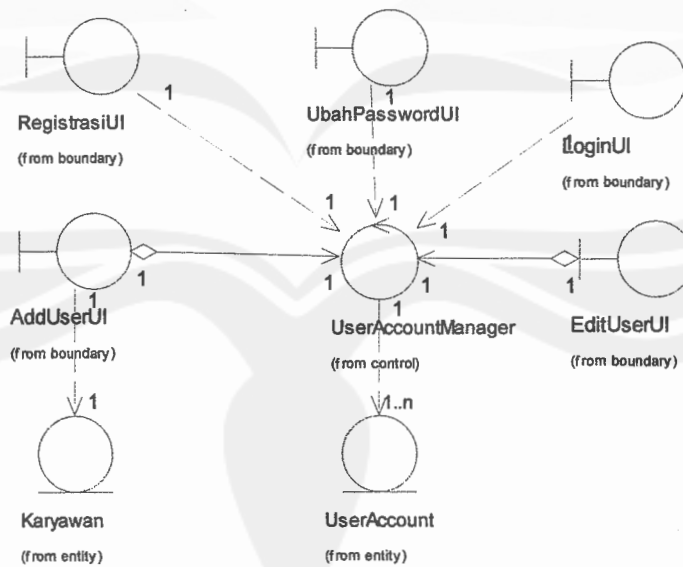 1
RegistrasiUI
(from boundary)
1
UbahPasswordUI
(from boundary)
1
LoginUI
(from boundary)
1
1
1
1
AddUserUI
(from boundary)
1
1
1
1
UserAccountManager
(from control)
1
EditUserUI
(from boundary)
1
1..n
Karyawan
(from entity)
UserAccount
(from entity)